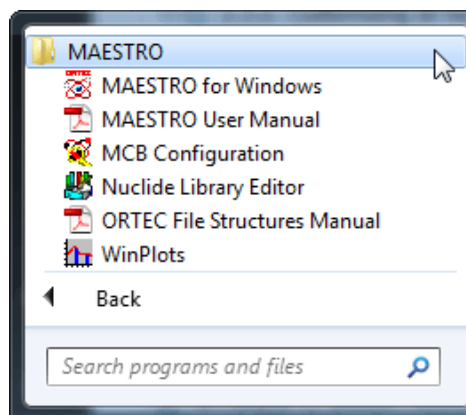 MAESTRO
MAESTRO for Windows
MAESTRO User Manual
MCB Configuration
Nuclide Library Editor
ORTEC File Structures Manual
WinPlots
Back
Search programs and files